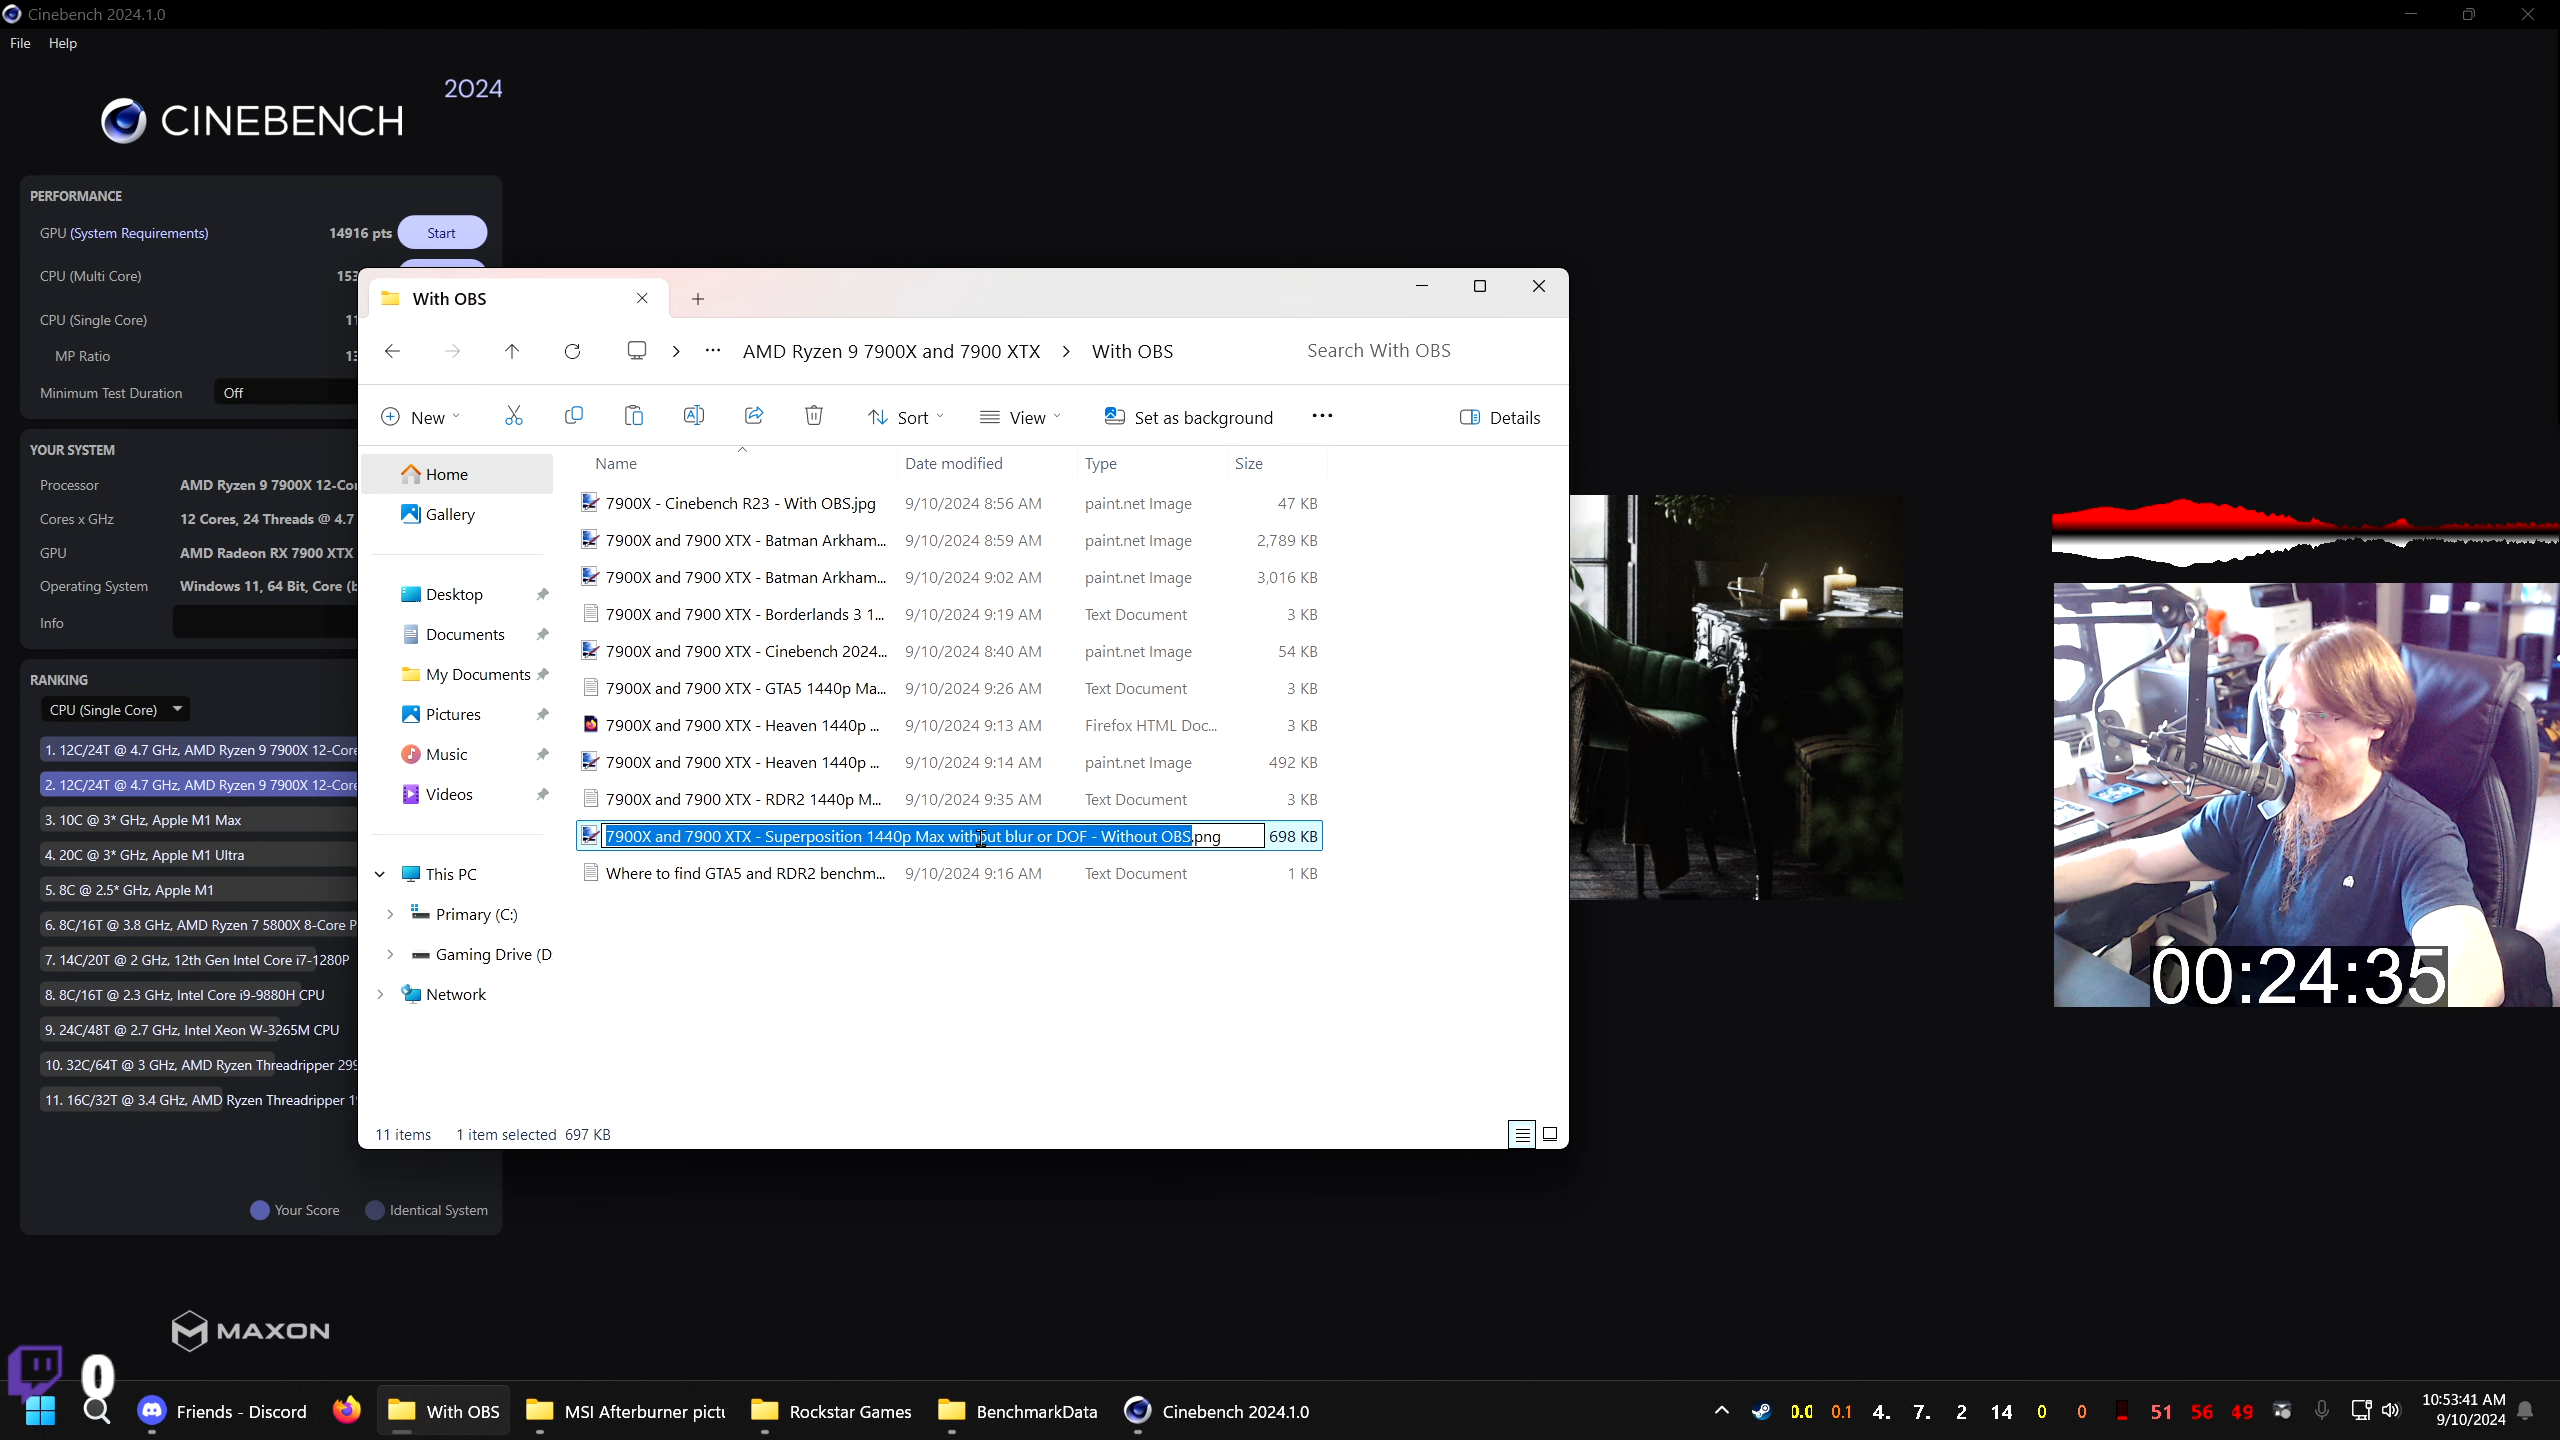 Cinebench 2024.1.0
File Help
2024
CINEBENCH
PERFORMANCE
GPU (System Requirements) 14916 pts Start
CPU (Multi Core) 153
CPU (Single Core) 11
MP Ratio 13
Minimum Test Duration Off
YOUR SYSTEM
Processor AMD Ryzen 9 7900X 12-Cor
Cores x GHz 12 Cores, 24 Threads @ 4.7
GPU AMD Radeon RX 7900 XTX
Operating System Windows 11, 64 Bit, Core (b
Info
RANKING
CPU (Single Core)
1. 12C/24T @ 4.7 GHz, AMD Ryzen 9 7900X 12-Core
2. 12C/24T @ 4.7 GHz, AMD Ryzen 9 7900X 12-Core
3. 10C @ 3* GHz, Apple M1 Max
4. 20C @ 3* GHz, Apple M1 Ultra
5. 8C @ 2.5* GHz, Apple M1
6. 8C/16T @ 3.8 GHz, AMD Ryzen 7 5800X 8-Core P
7. 14C/20T @ 2 GHz, 12th Gen Intel Core i7-1280P
8. 8C/16T @ 2.3 GHz, Intel Core i9-9880H CPU
9. 24C/48T @ 2.7 GHz, Intel Xeon W-3265M CPU
10. 32C/64T @ 3 GHz, AMD Ryzen Threadripper 299
11. 16C/32T @ 3.4 GHz, AMD Ryzen Threadripper 19
Your Score Identical System
MAXON
With OBS
... AMD Ryzen 9 7900X and 7900 XTX > With OBS Search With OBS
New Sort View Set as background ... Details
Home
Gallery
Desktop
Documents
My Documents
Pictures
Music
Videos
This PC
Primary (C:)
Gaming Drive (D
Network
Name Date modified Type Size
7900X - Cinebench R23 - With OBS.jpg 9/10/2024 8:56 AM paint.net Image 47 KB
7900X and 7900 XTX - Batman Arkham... 9/10/2024 8:59 AM paint.net Image 2,789 KB
7900X and 7900 XTX - Batman Arkham... 9/10/2024 9:02 AM paint.net Image 3,016 KB
7900X and 7900 XTX - Borderlands 3 1... 9/10/2024 9:19 AM Text Document 3 KB
7900X and 7900 XTX - Cinebench 2024... 9/10/2024 8:40 AM paint.net Image 54 KB
7900X and 7900 XTX - GTA5 1440p Ma... 9/10/2024 9:26 AM Text Document 3 KB
7900X and 7900 XTX - Heaven 1440p ... 9/10/2024 9:13 AM Firefox HTML Doc... 3 KB
7900X and 7900 XTX - Heaven 1440p ... 9/10/2024 9:14 AM paint.net Image 492 KB
7900X and 7900 XTX - RDR2 1440p M... 9/10/2024 9:35 AM Text Document 3 KB
7900X and 7900 XTX - Superposition 1440p Max without blur or DOF - Without OBS.png 698 KB
Where to find GTA5 and RDR2 benchm... 9/10/2024 9:16 AM Text Document 1 KB
11 items 1 item selected 697 KB
00:24:35
0
Friends - Discord With OBS MSI Afterburner pictu Rockstar Games BenchmarkData Cinebench 2024.1.0
0.0 0.1 4. 7. 2 14 0 0 51 56 49
10:53:41 AM
9/10/2024